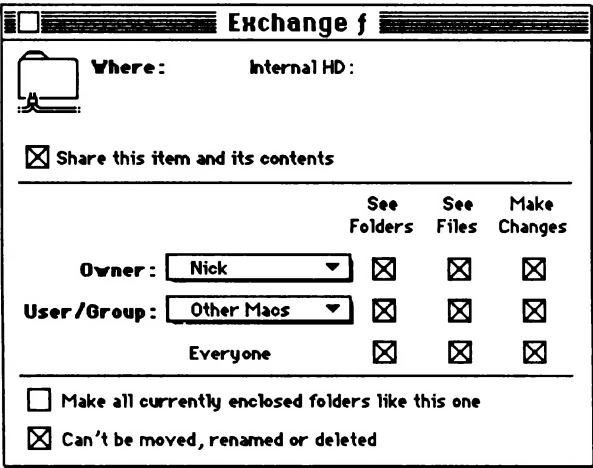 Exchange ƒ
Where: Internal HD:
Share this item and its contents
See See Make
Folders Files Changes
Owner: Nick
User/Group: Other Macs
Everyone
Make all currently enclosed folders like this one
Can't be moved, renamed or deleted